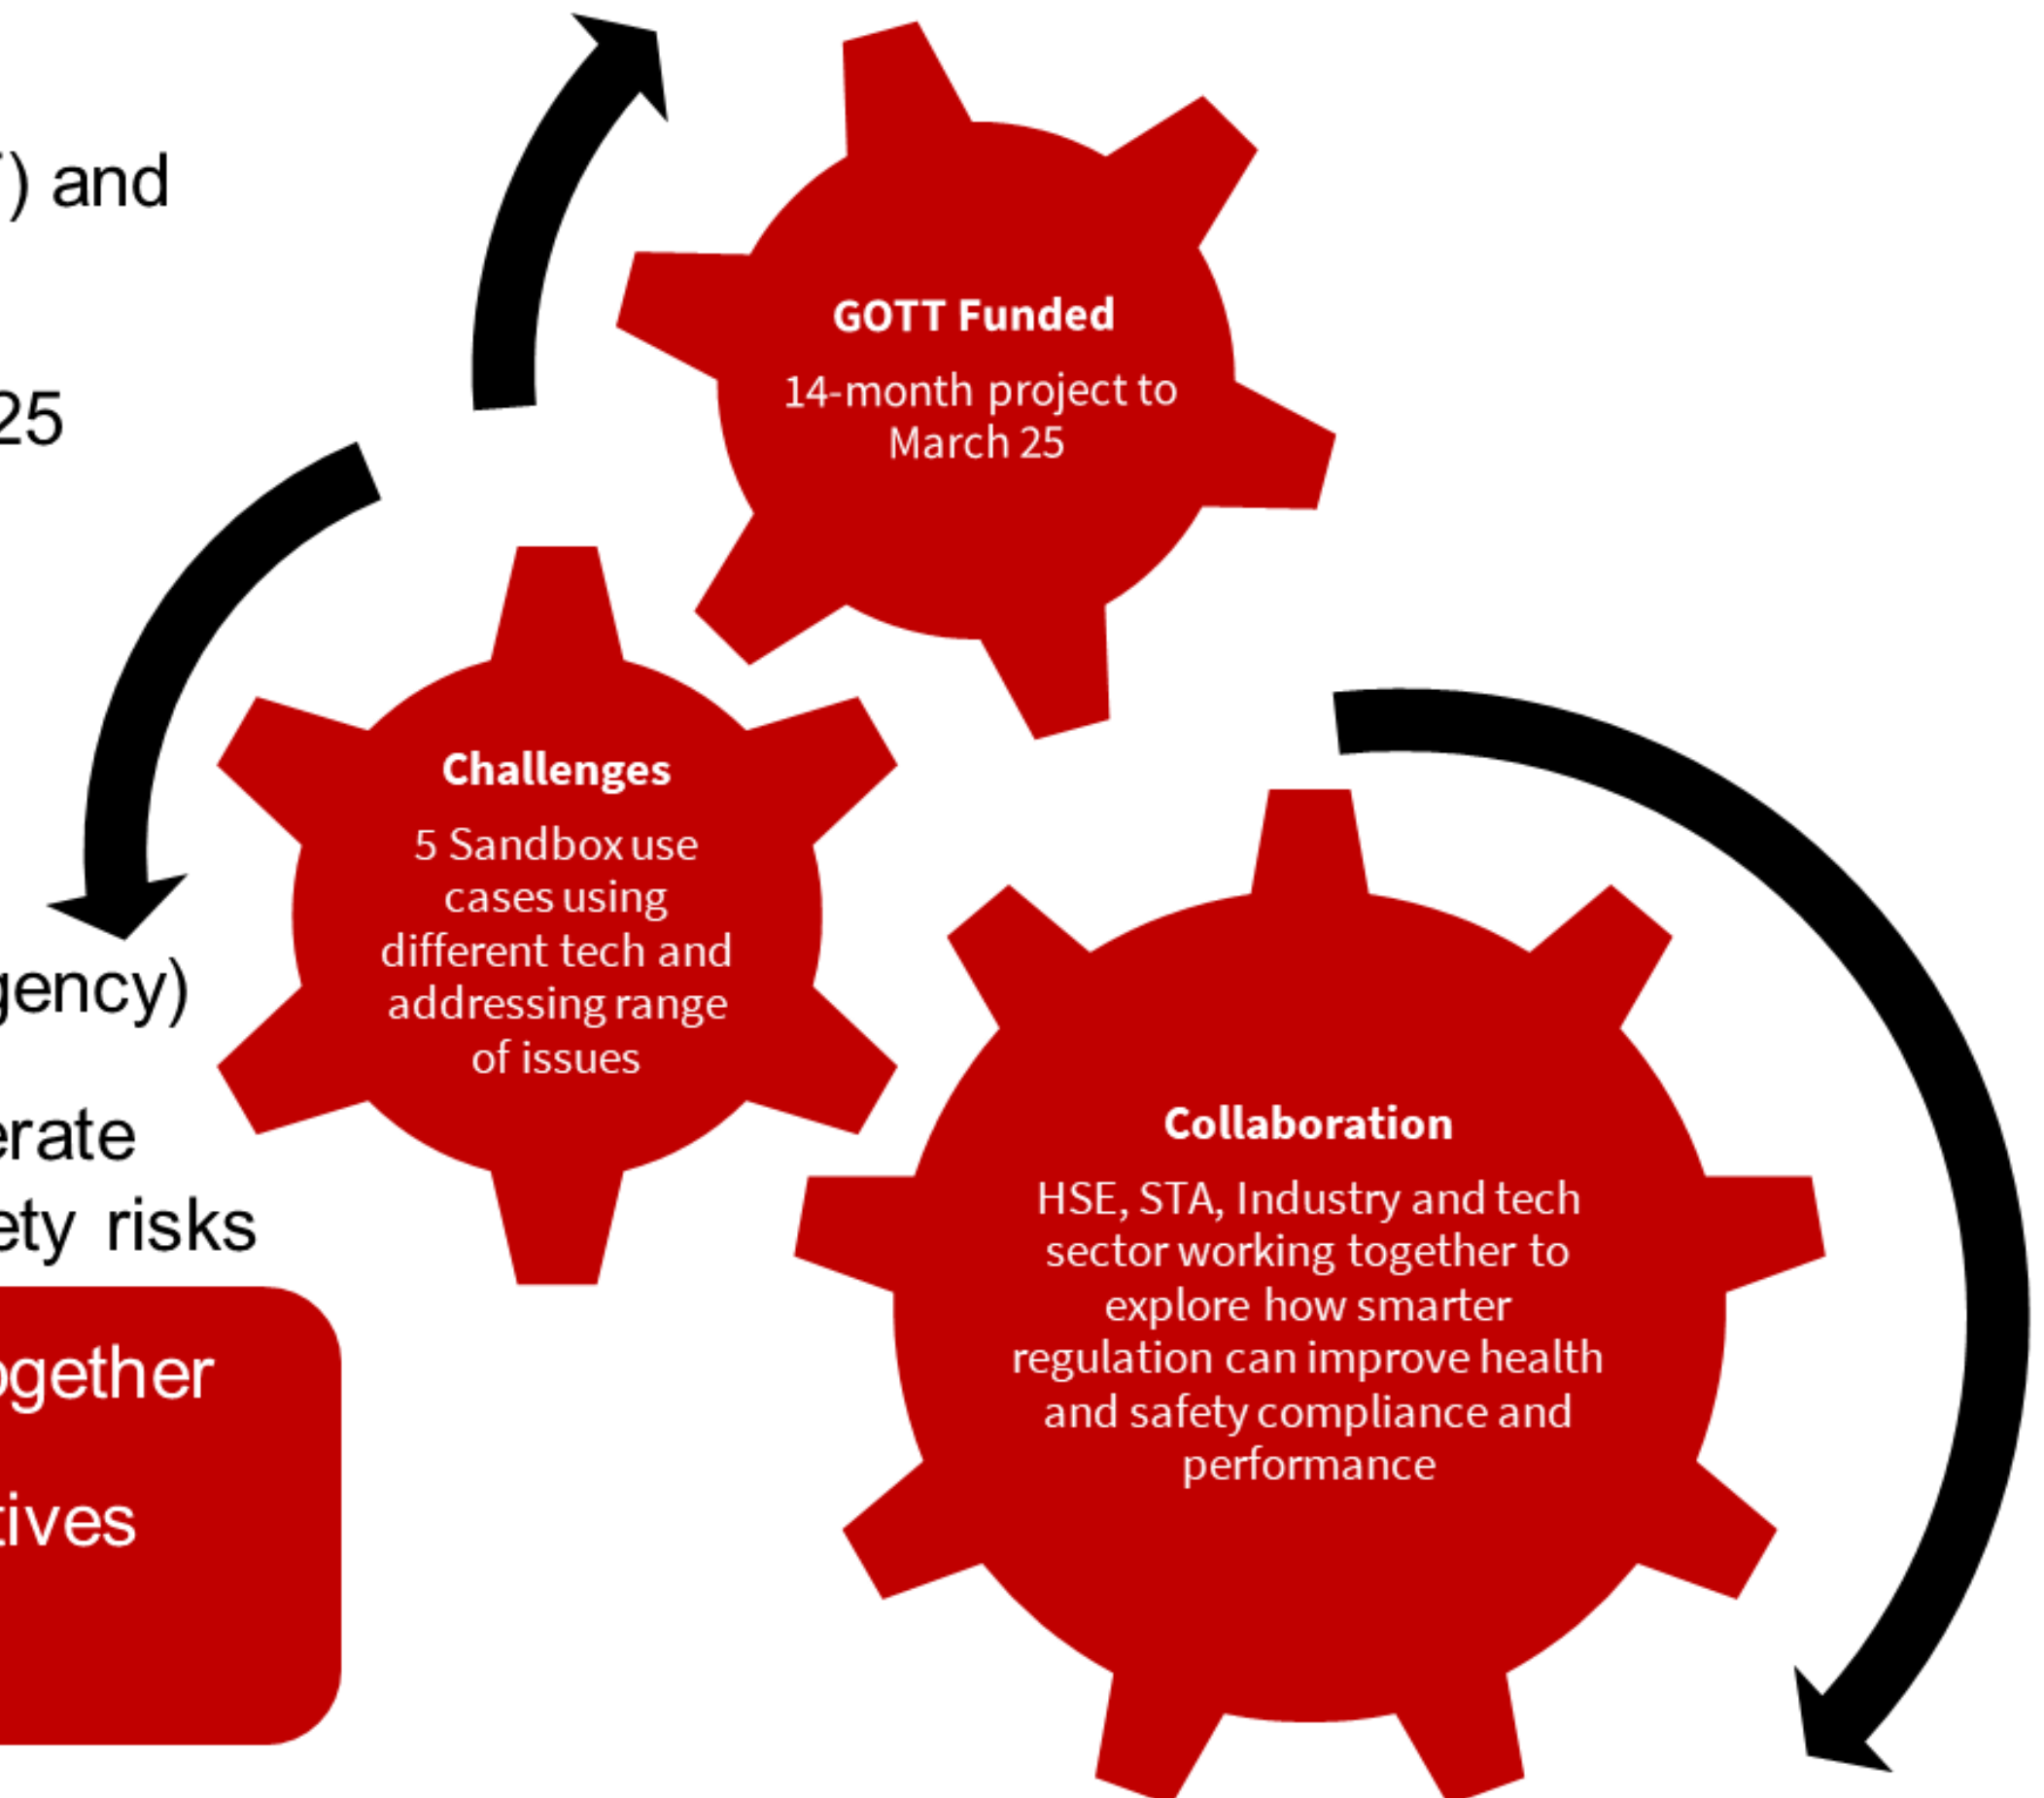 ) and
25
GOTT Funded
14-month project to
March 25
Challenges
5 Sandbox use
cases using
different tech and
addressing range
of issues
Collaboration
HSE, STA, Industry and tech
sector working together to
explore how smarter
regulation can improve health
and safety compliance and
performance
gency)
erate
ety risks
ogether
tives